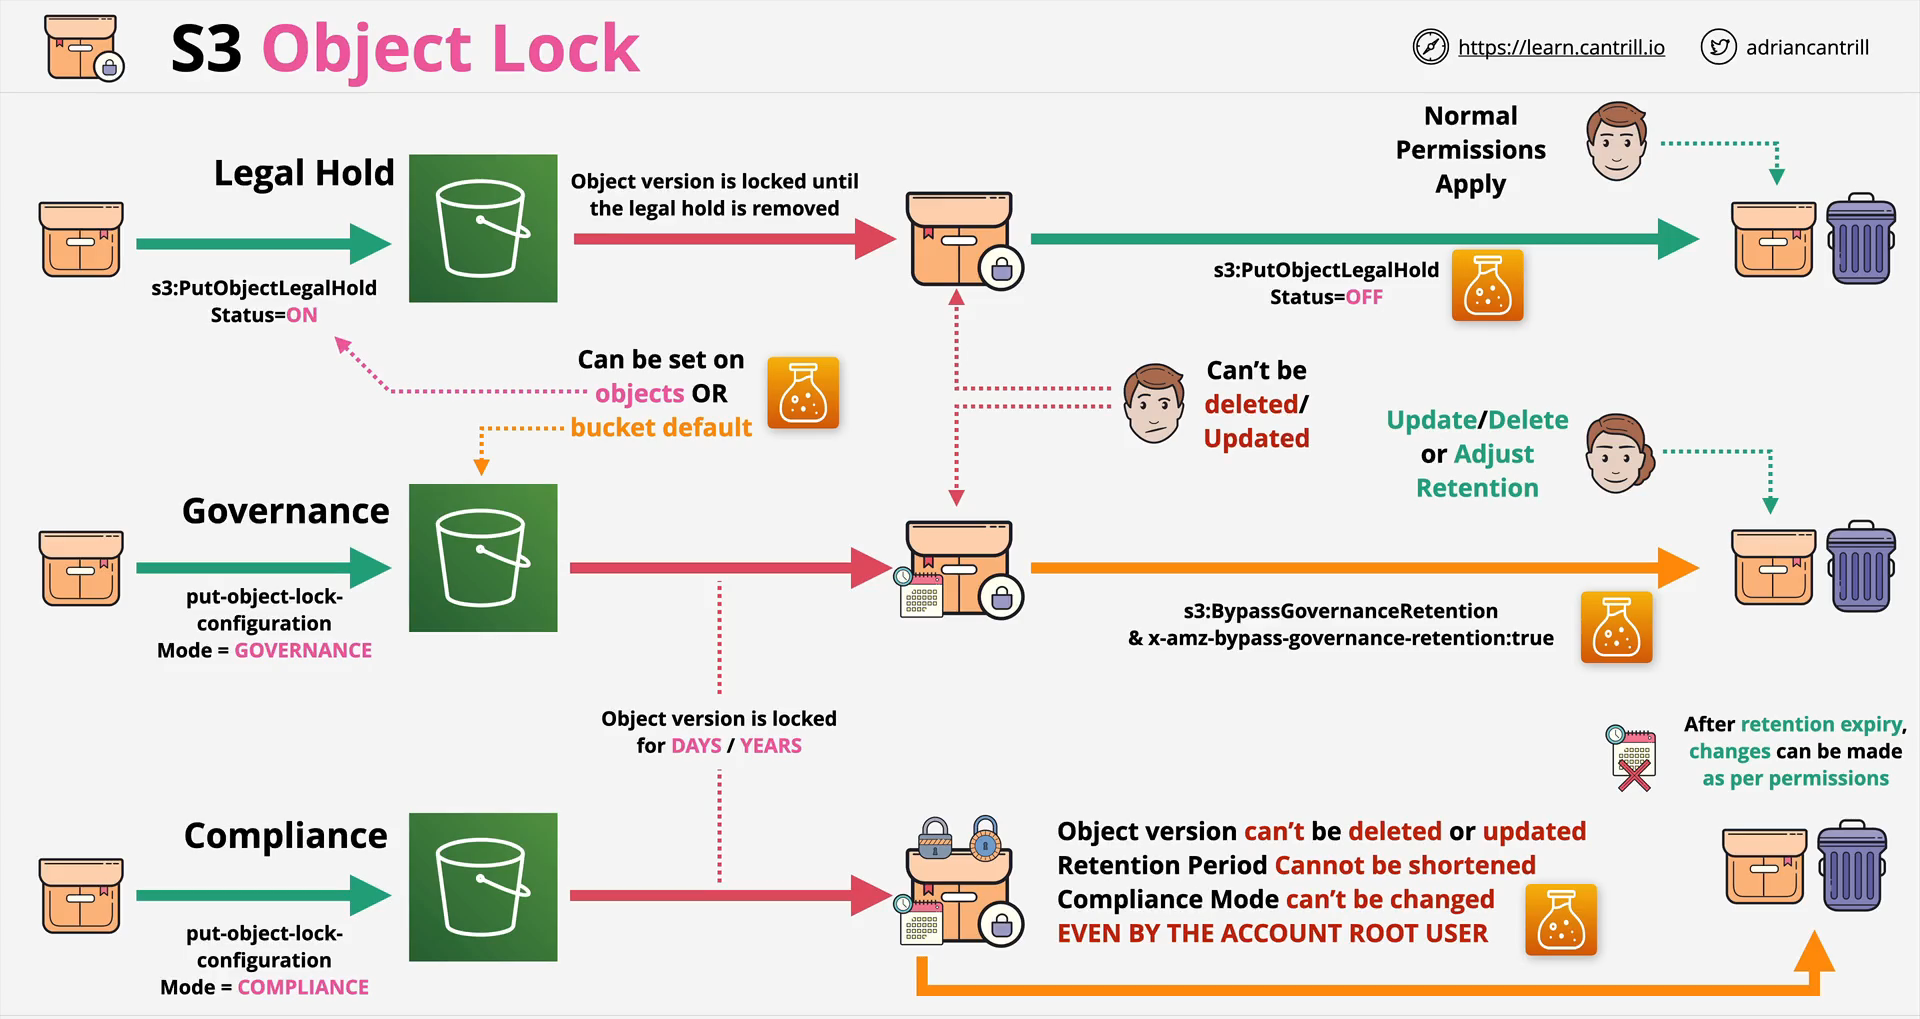 S3 Object Lock
https://learn.cantrill.io
adriancantrill
Legal Hold
s3:PutObjectLegalHold
Status=ON
Object version is locked until
the legal hold is removed
Normal
Permissions
Apply
s3:PutObjectLegalHold
Status=OFF
Can be set on
objects OR
bucket default
Can't be
deleted/
Updated
Update/Delete
or Adjust
Retention
Governance
put-object-lock-
configuration
Mode = GOVERNANCE
s3:BypassGovernanceRetention
& x-amz-bypass-governance-retention:true
Object version is locked
for DAYS / YEARS
After retention expiry,
changes can be made
as per permissions
Compliance
put-object-lock-
configuration
Mode = COMPLIANCE
Object version can't be deleted or updated
Retention Period Cannot be shortened
Compliance Mode can't be changed
EVEN BY THE ACCOUNT ROOT USER